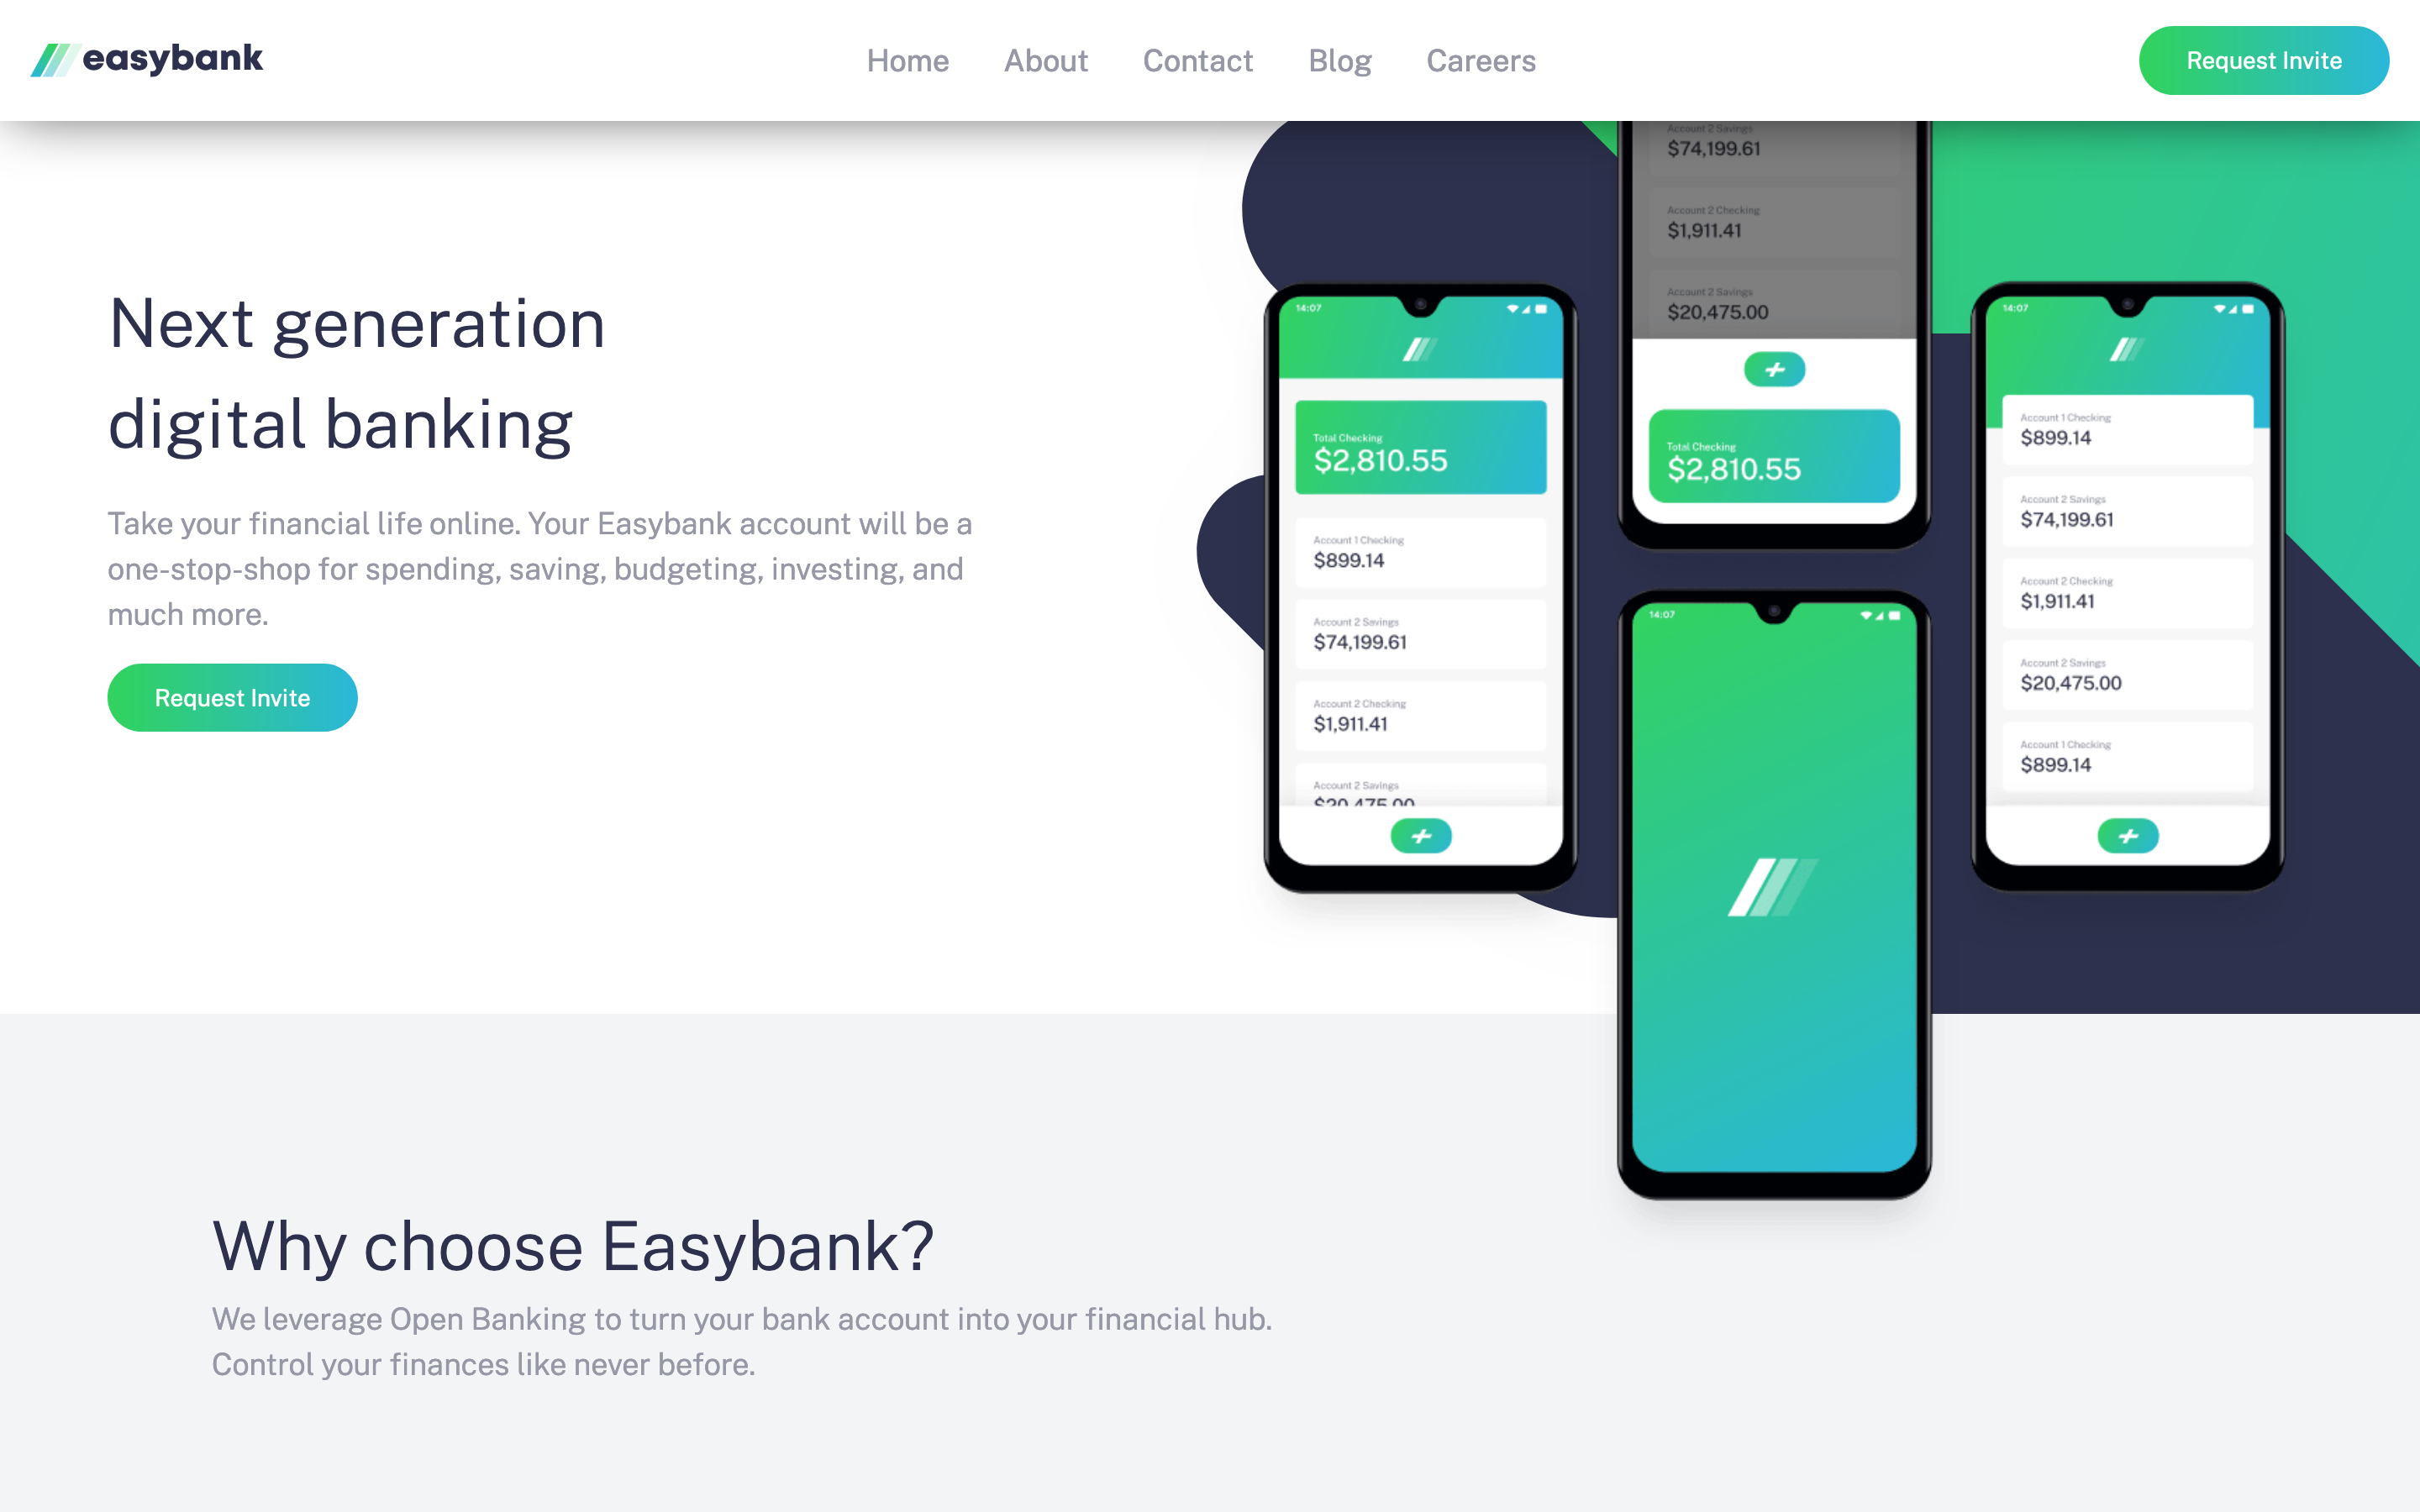 easybank
Home
About
Contact
Blog
Careers
Request Invite
Next generation
digital banking
Take your financial life online. Your Easybank account will be a
one-stop-shop for spending, saving, budgeting, investing, and
much more.
Request Invite
14:07
Total Checking
$2,810.55
Account 1 Checking
$899.14
Account 2 Savings
$74,199.61
Account 2 Checking
$1,911.41
Account 2 Savings
$20,475.00
Account 2 Savings
$74,199.61
Account 2 Checking
$1,911.41
Account 2 Savings
$20,475.00
Total Checking
$2,810.55
14:07
14:07
Account 1 Checking
$899.14
Account 2 Savings
$74,199.61
Account 2 Checking
$1,911.41
Account 2 Savings
$20,475.00
Account 1 Checking
$899.14
Why choose Easybank?
We leverage Open Banking to turn your bank account into your financial hub.
Control your finances like never before.